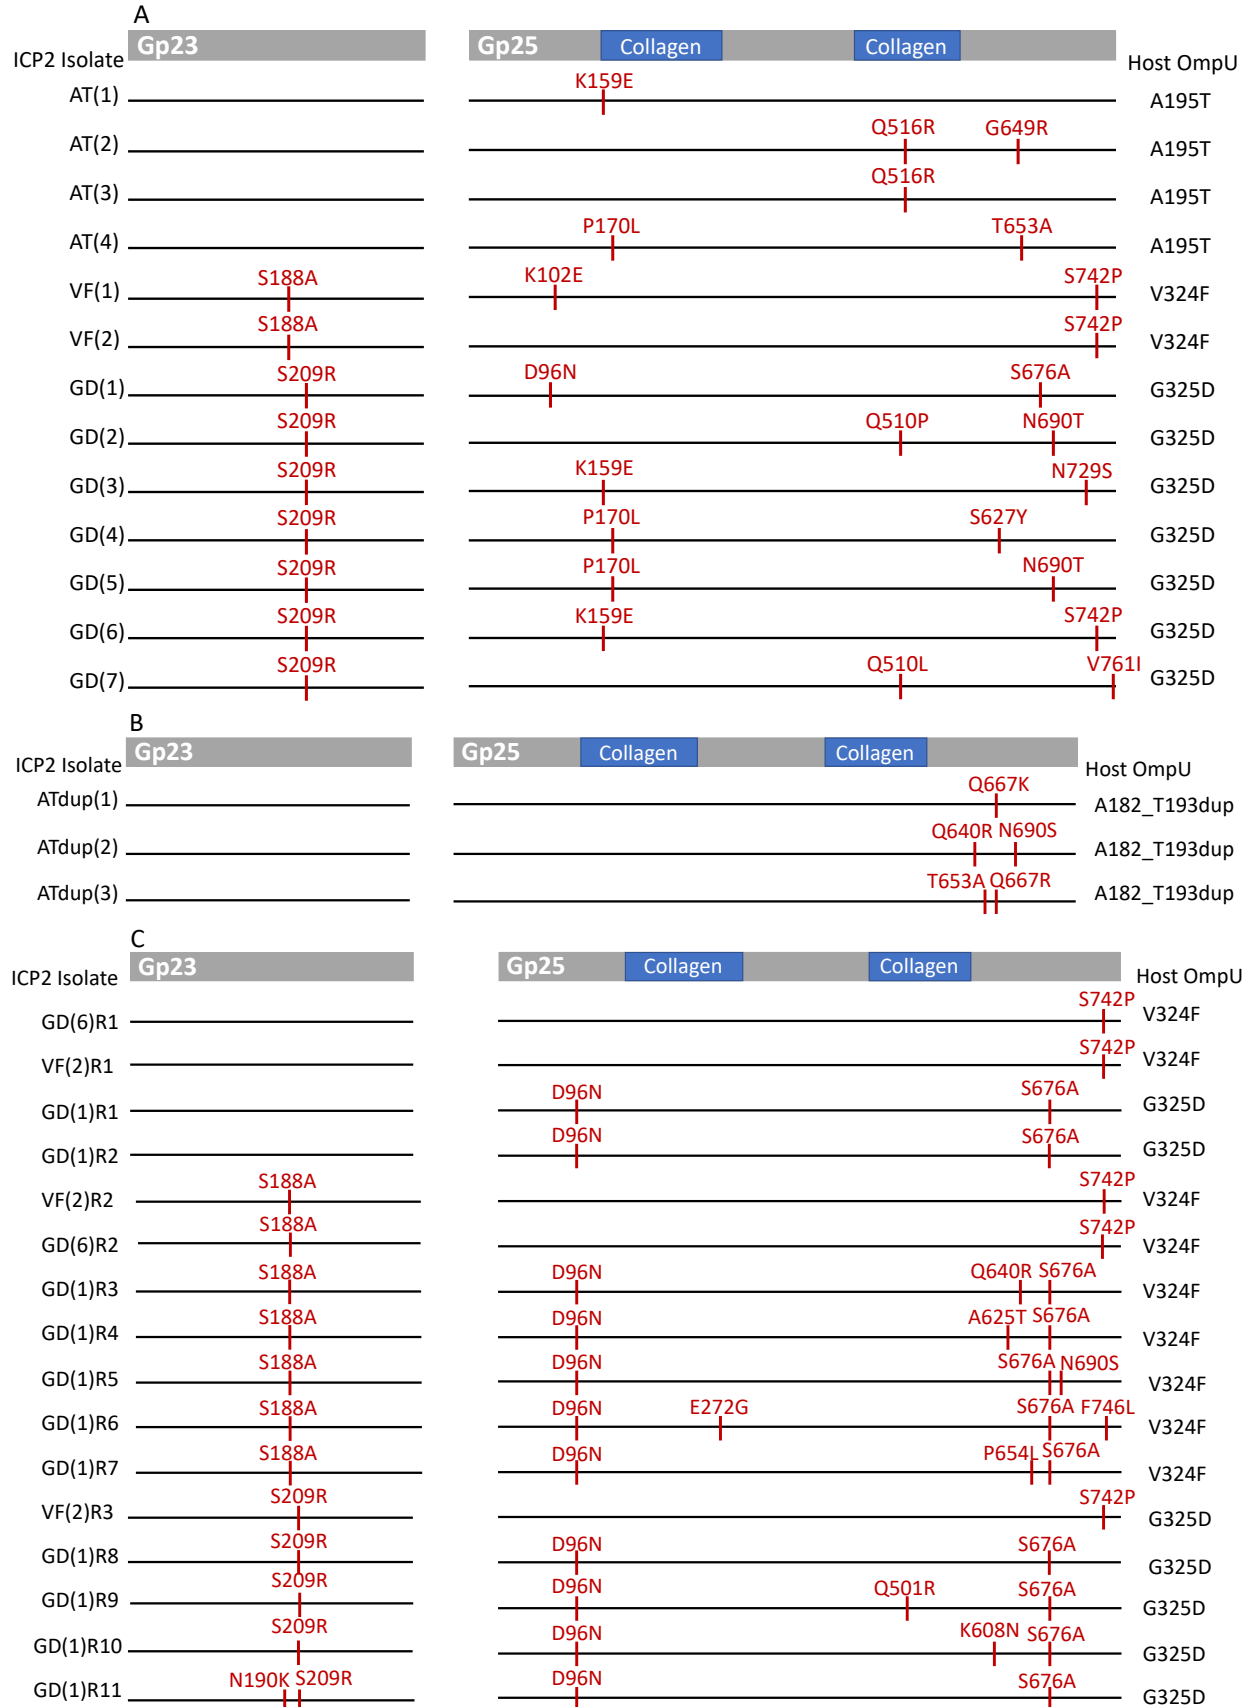 A
Gp23 Gp25 Collagen Collagen
ICP2 Isolate Host OmpU
K159E
AT(1) A195T
Q516R G649R
AT(2) A195T
Q516R
AT(3) A195T
P170L T653A
AT(4) A195T
S188A K102E S742P
VF(1) V324F
S188A S742P
VF(2) V324F
S209R D96N S676A
GD(1) G325D
S209R Q510P N690T
GD(2) G325D
S209R K159E N729S
GD(3) G325D
S209R P170L S627Y
GD(4) G325D
S209R P170L N690T
GD(5) G325D
S209R K159E S742P
GD(6) G325D
S209R Q510L V761I
GD(7) G325D
B
Gp23 Gp25 Collagen Collagen
ICP2 Isolate Host OmpU
Q667K
ATdup(1) A182_T193dup
Q640R N690S
ATdup(2) A182_T193dup
T653A Q667R
ATdup(3) A182_T193dup
C
Gp23 Gp25 Collagen Collagen
ICP2 Isolate Host OmpU
S742P
GD(6)R1 V324F
S742P
VF(2)R1 V324F
D96N S676A
GD(1)R1 G325D
D96N S676A
GD(1)R2 G325D
S188A S742P
VF(2)R2 V324F
S188A S742P
GD(6)R2 V324F
S188A D96N Q640R S676A
GD(1)R3 V324F
S188A D96N A625T S676A
GD(1)R4 V324F
S188A D96N S676A N690S
GD(1)R5 V324F
S188A D96N E272G S676A F746L
GD(1)R6 V324F
S188A D96N P654L S676A
GD(1)R7 V324F
S209R S742P
VF(2)R3 G325D
S209R D96N S676A
GD(1)R8 G325D
S209R D96N Q501R S676A
GD(1)R9 G325D
S209R D96N K608N S676A
GD(1)R10 G325D
N190K S209R D96N S676A
GD(1)R11 G325D